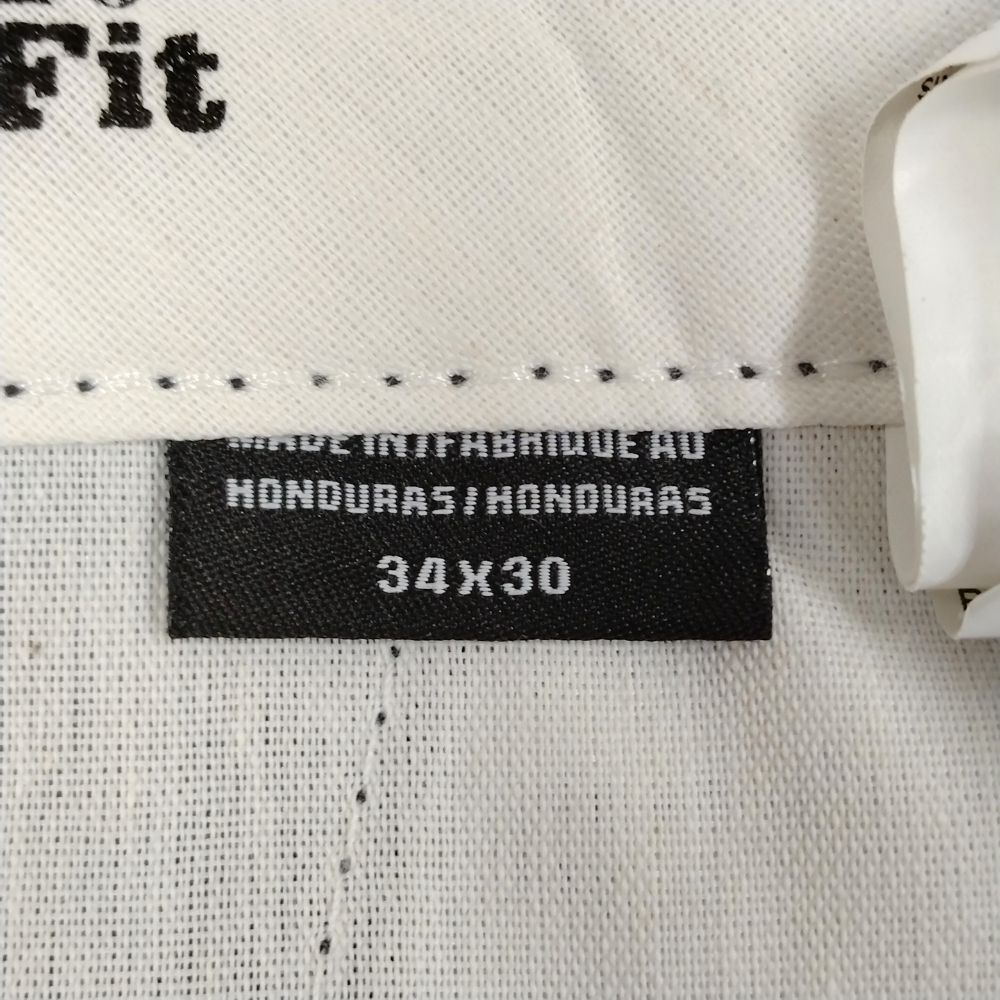 Fit
MADE IN/FABRIQUE AU
HONDURAS/HONDURAS
34X30